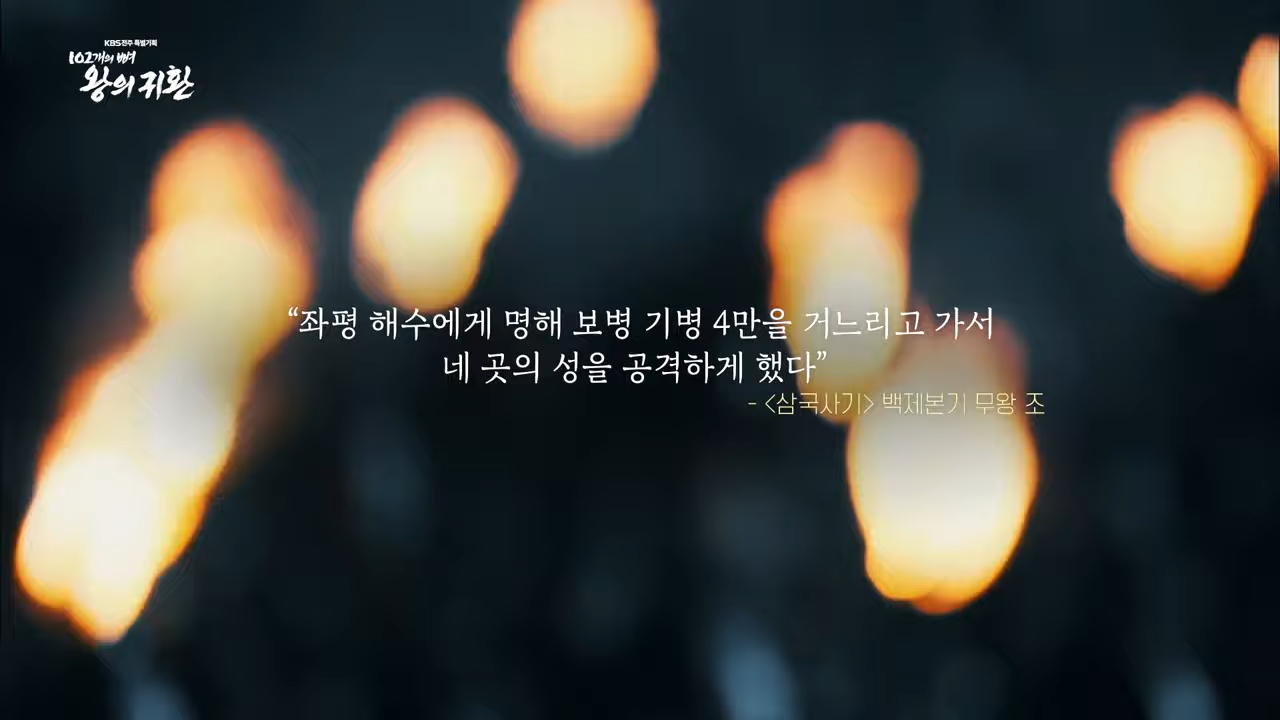 KBS전주 특별기획
102개의 뼈
왕의 귀환
“좌평 해수에게 명해 보병 기병 4만을 거느리고 가서
네 곳의 성을 공격하게 했다”
- <삼국사기> 백제본기 무왕 조